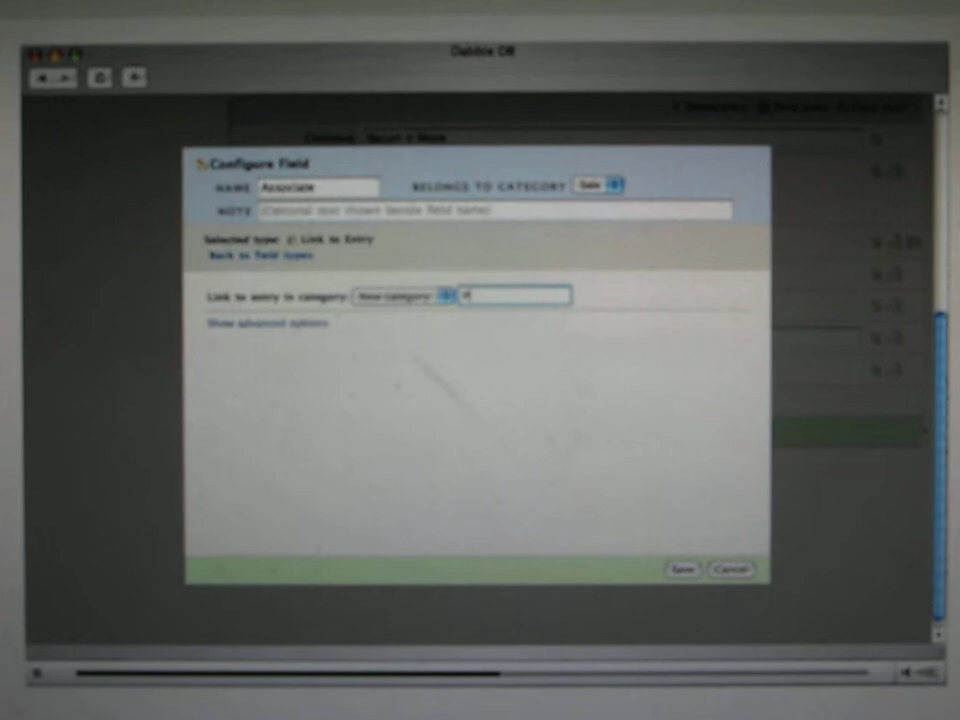 Dabble DB
Configure Field
NAME Associate BELONGS TO CATEGORY Sale
NOTE (Optional text shown beside field name)
Selected type: Link to Entry
Back to field types
Link to entry in category: New category:
Show advanced options
Save Cancel